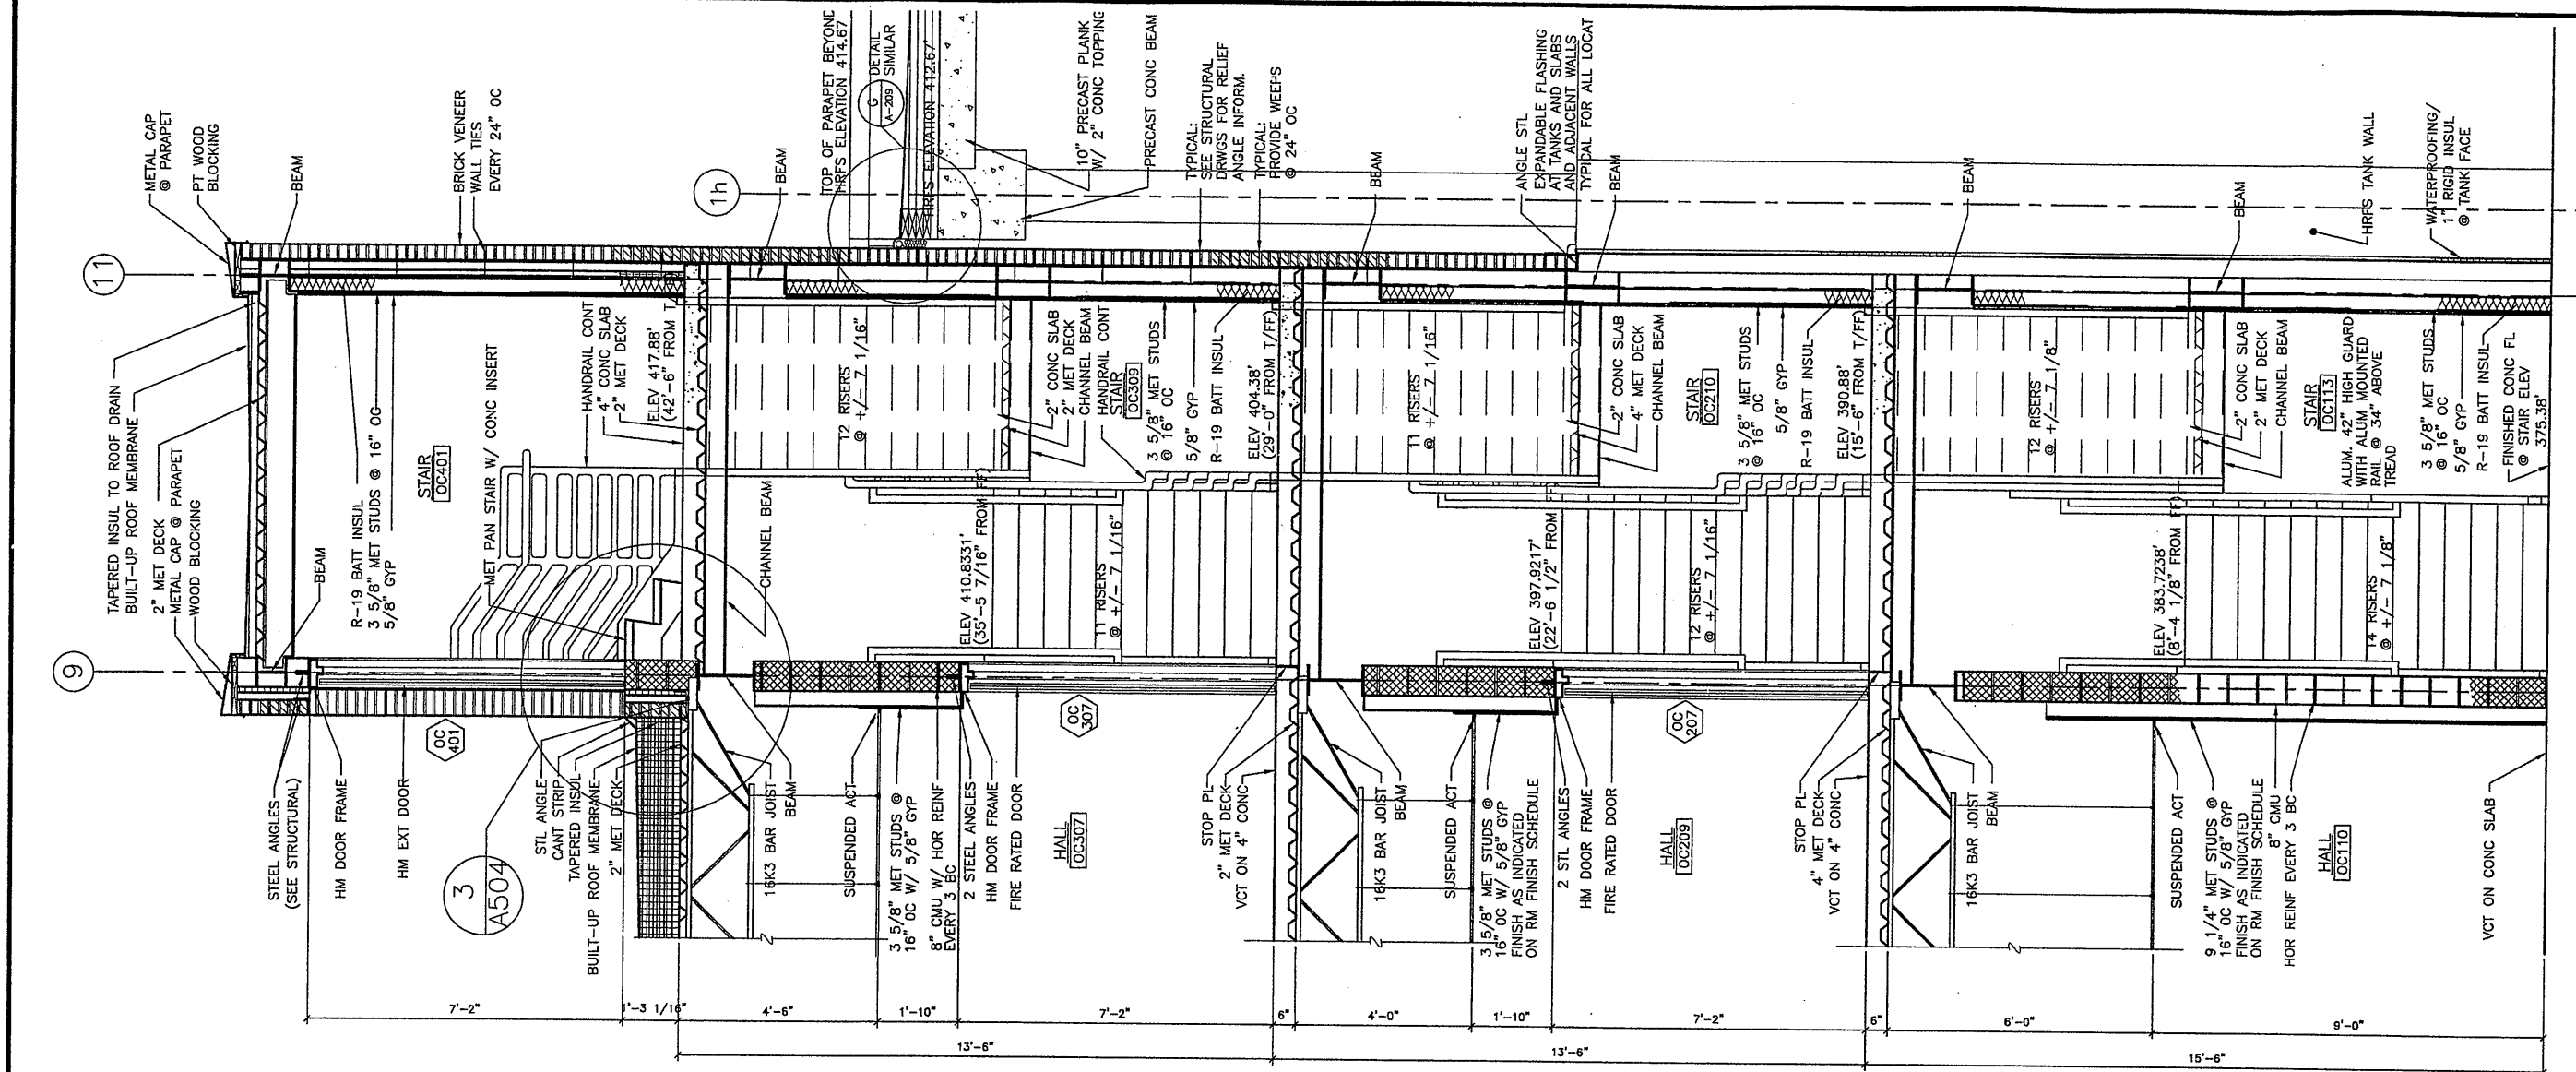 TAPERED INSUL TO ROOF DRAIN
BUILT-UP ROOF MEMBRANE
2" MET DECK
METAL CAP @ PARAPET
WOOD BLOCKING
BEAM
R-19 BATT INSUL
3 5/8" MET STUDS @ 16" OC
5/8" GYP
STAIR
OC401
MET PAN STAIR W/ CONC INSERT
HANDRAIL CONT
4" CONC SLAB
2" MET DECK
ELEV 417.88'
(42'-6" FROM T
CHANNEL BEAM
METAL CAP
@ PARAPET
PT WOOD
BLOCKING
BEAM
BRICK VENEER
WALL TIES
EVERY 24" OC
11
9
1h
BEAM
TOP OF PARAPET BEYOND
HRFS ELEVATION 414.67
G
A-209
DETAIL
SIMILAR
HRFS ELEVATION 412.67'
10" PRECAST PLANK
W/ 2" CONC TOPPING
PRECAST CONC BEAM
TYPICAL:
SEE STRUCTURAL
DRWGS FOR RELIEF
ANGLE INFORM.
TYPICAL:
PROVIDE WEEPS
@ 24" OC
BEAM
ANGLE STL
EXPANDABLE FLASHING
AT TANKS AND SLABS
AND ADJACENT WALLS
TYPICAL FOR ALL LOCAT
BEAM
BEAM
BEAM
HRFS TANK WALL
WATERPROOFING/
1" RIGID INSUL
@ TANK FACE
12 RISERS
@ +/- 7 1/16"
2" CONC SLAB
2" MET DECK
CHANNEL BEAM
HANDRAIL CONT
STAIR
OC309
3 5/8" MET STUDS
@ 16" OC
5/8" GYP
R-19 BATT INSUL
ELEV 404.38'
(29'-0" FROM T/FF)
ELEV 410.8331'
(35'-5 7/16" FROM FF)
11 RISERS
@ +/- 7 1/16"
11 RISERS
@ +/- 7 1/16"
2" CONC SLAB
4" MET DECK
CHANNEL BEAM
STAIR
OC210
3 5/8" MET STUDS
@ 16" OC
5/8" GYP
R-19 BATT INSUL
ELEV 390.88'
(15'-6" FROM T/FF)
ELEV 397.9217'
(22'-6 1/2" FROM FF)
12 RISERS
@ +/- 7 1/16"
12 RISERS
@ +/- 7 1/8"
2" CONC SLAB
2" MET DECK
CHANNEL BEAM
STAIR
OC113
ALUM. 42" HIGH GUARD
WITH ALUM MOUNTED
RAIL @ 34" ABOVE
TREAD
3 5/8" MET STUDS
@ 16" OC
5/8" GYP
R-19 BATT INSUL
FINISHED CONC FL
@ STAIR ELEV
375.38'
ELEV 383.7238'
(8'-4 1/8" FROM FF)
14 RISERS
@ +/- 7 1/8"
STEEL ANGLES
(SEE STRUCTURAL)
HM DOOR FRAME
HM EXT DOOR
OC
401
3
A504
STL ANGLE
CANT STRIP
TAPERED INSUL
BUILT-UP ROOF MEMBRANE
2" MET DECK
16K3 BAR JOIST
BEAM
SUSPENDED ACT
3 5/8" MET STUDS @
16" OC W/ 5/8" GYP
8" CMU W/ HOR REINF
EVERY 3 BC
2 STEEL ANGLES
HM DOOR FRAME
FIRE RATED DOOR
OC
307
HALL
OC307
STOP PL
2" MET DECK
VCT ON 4" CONC
16K3 BAR JOIST
BEAM
SUSPENDED ACT
3 5/8" MET STUDS @
16" OC W/ 5/8" GYP
FINISH AS INDICATED
ON RM FINISH SCHEDULE
2 STL ANGLES
HM DOOR FRAME
FIRE RATED DOOR
OC
207
HALL
OC209
STOP PL
4" MET DECK
VCT ON 4" CONC
16K3 BAR JOIST
BEAM
SUSPENDED ACT
9 1/4" MET STUDS @
16" OC W/ 5/8" GYP
FINISH AS INDICATED
ON RM FINISH SCHEDULE
8" CMU
HOR REINF EVERY 3 BC
HALL
OC110
VCT ON CONC SLAB
7'-2"
1'-3 1/16"
4'-6"
1'-10"
7'-2"
6"
4'-0"
1'-10"
7'-2"
6"
6'-0"
9'-0"
13'-6"
13'-6"
15'-6"